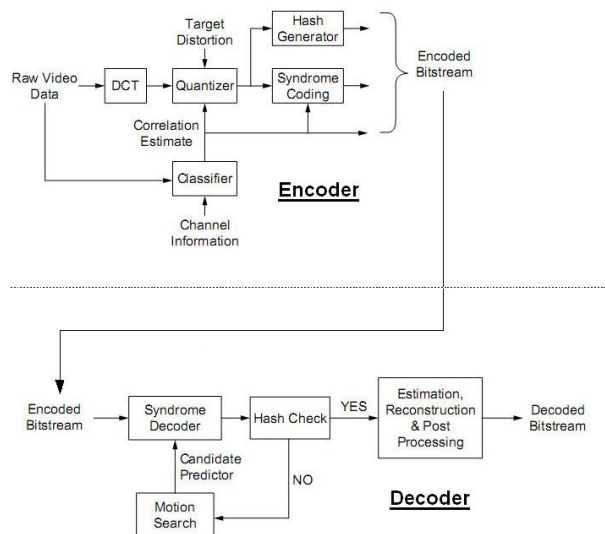 Target
Distortion
Hash
Generator
Raw Video
Data
DCT
Quantizer
Syndrome
Coding
Encoded
Bitstream
Correlation
Estimate
Classifier
Encoder
Channel
Information
Encoded
Bitstream
Syndrome
Decoder
Hash Check
YES
Estimation,
Reconstruction
& Post
Processing
Decoded
Bitstream
Candidate
Predictor
NO
Motion
Search
Decoder